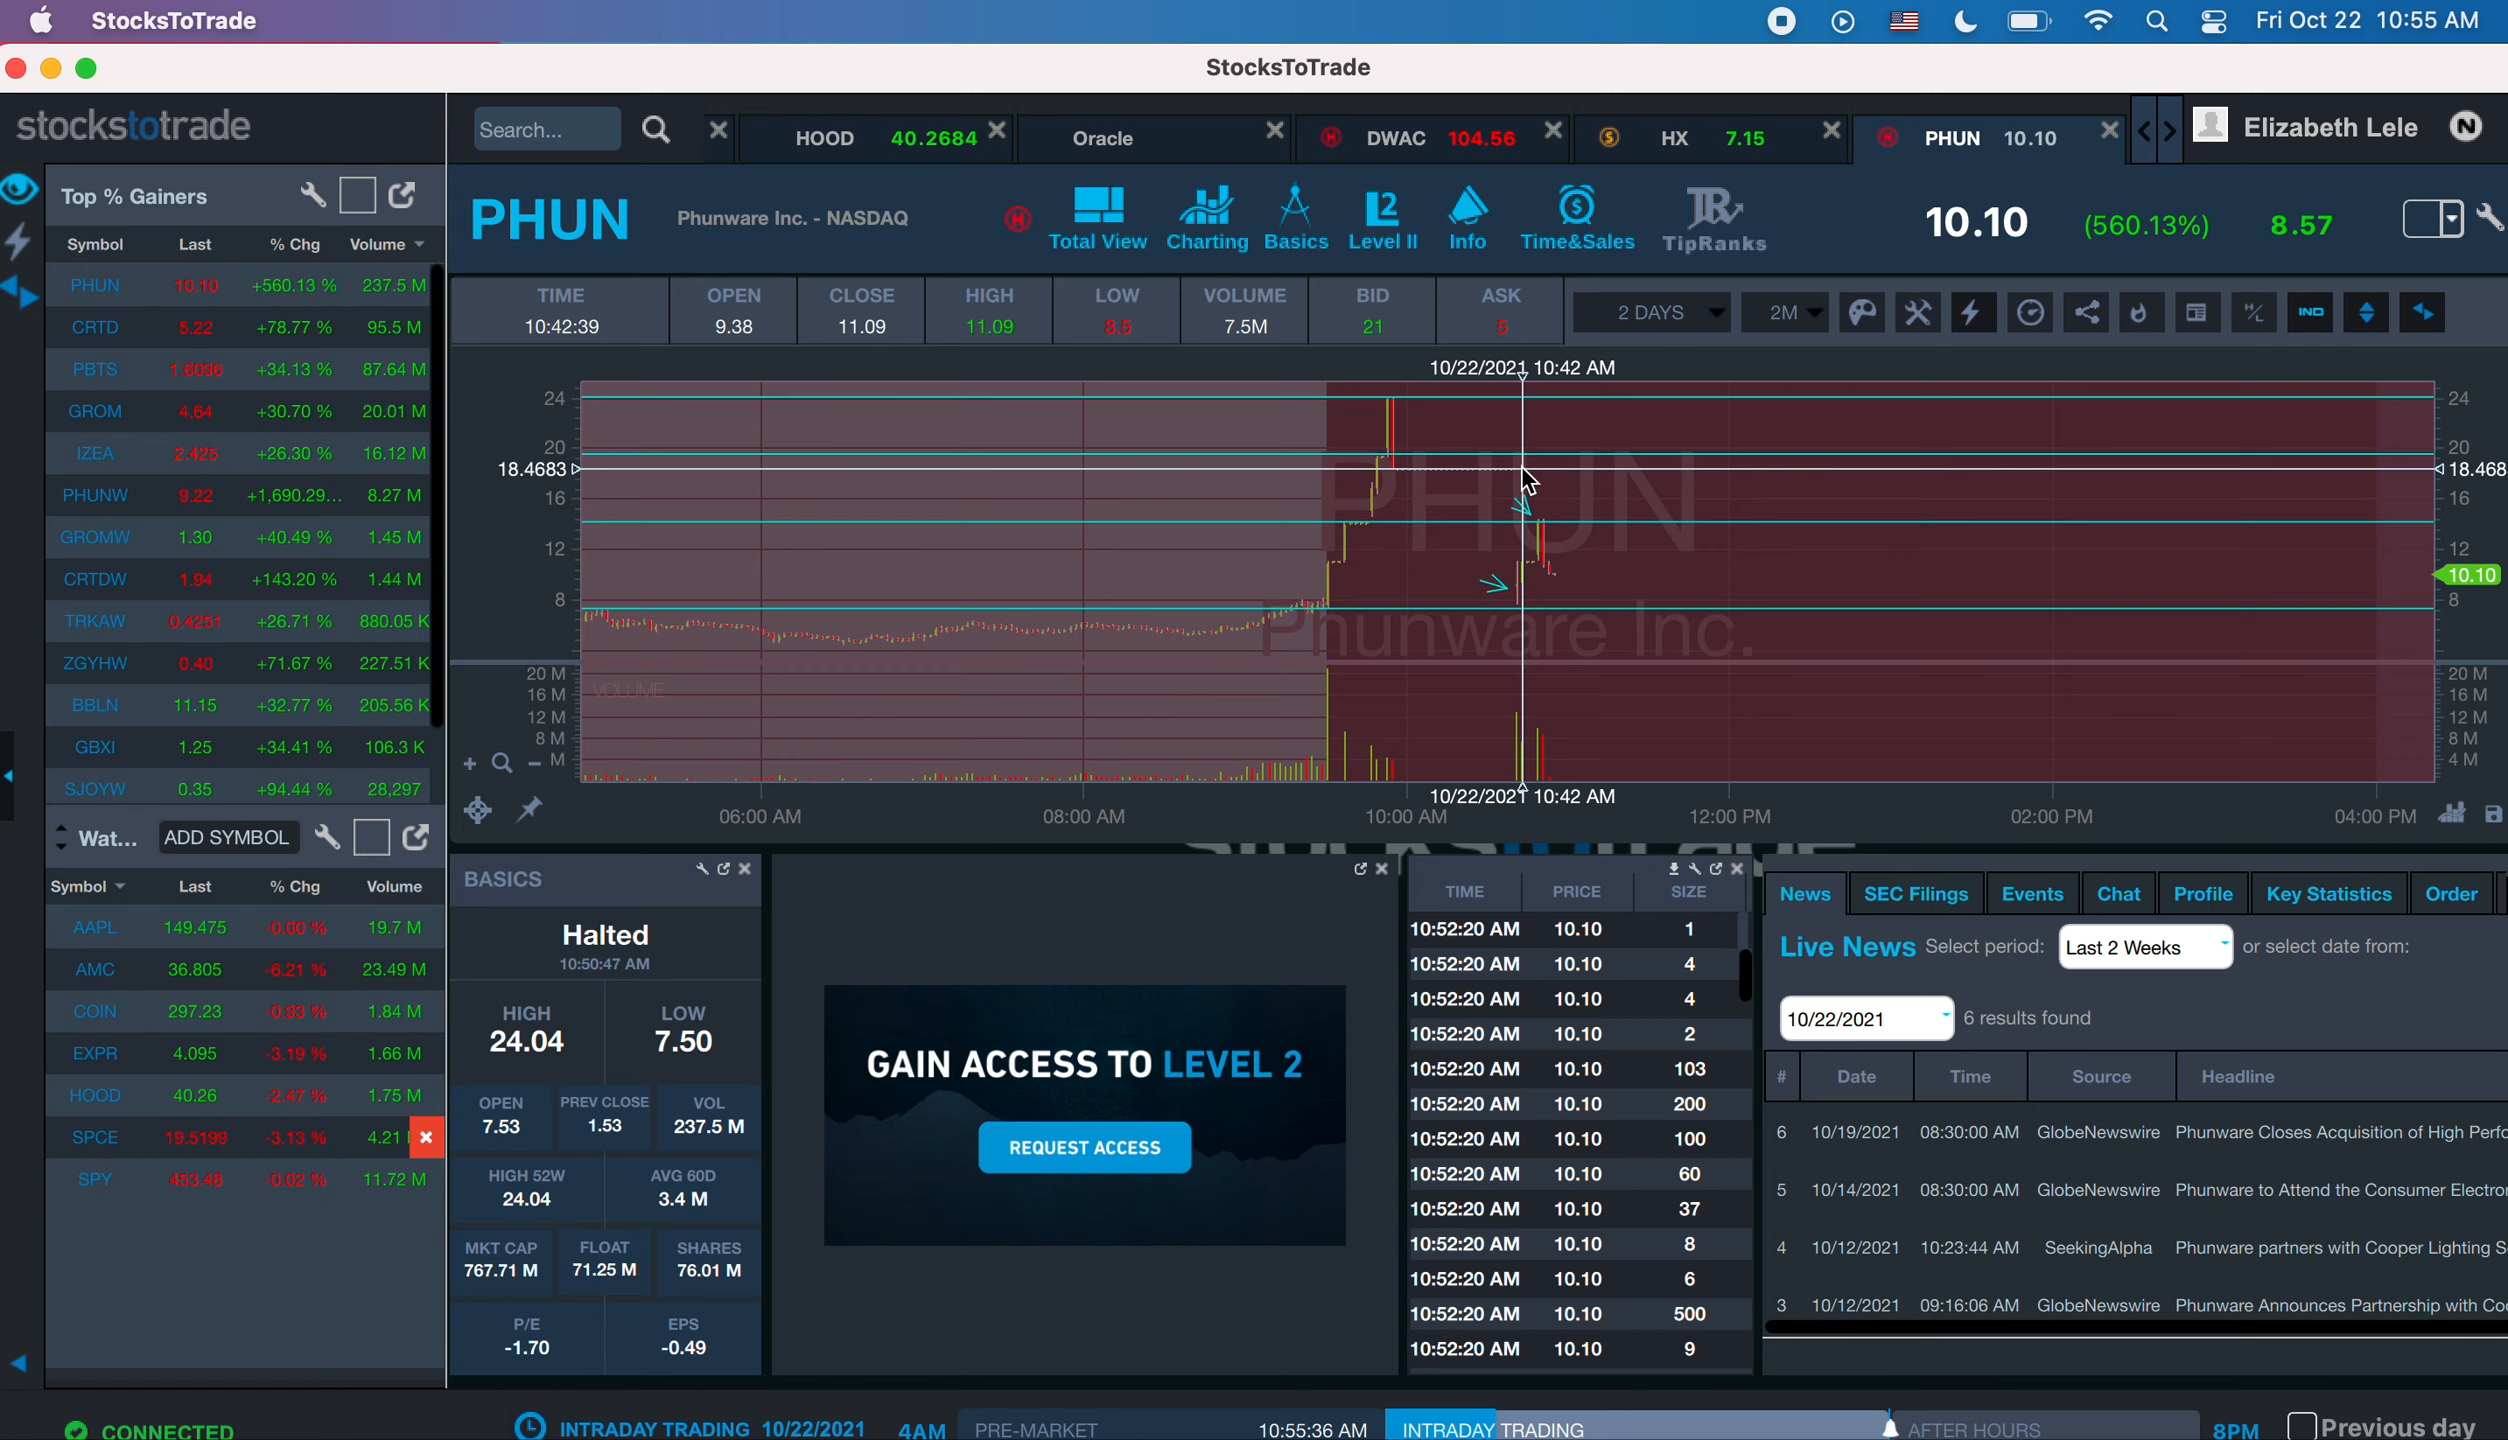 StocksToTrade
Fri Oct 22 10:55 AM
StocksToTrade
stockstotrade
Search...
HOOD 40.2684
Oracle
H DWAC 104.56
$ HX 7.15
H PHUN 10.10
Elizabeth Lele N
Top % Gainers
Symbol Last % Chg Volume
PHUN 10.10 +560.13 % 237.5 M
CRTD 5.22 +78.77 % 95.5 M
PBTS 1.6096 +34.13 % 87.64 M
GROM 4.64 +30.70 % 20.01 M
IZEA 2.425 +26.30 % 16.12 M
PHUNW 9.22 +1,690.29... 8.27 M
GROMW 1.30 +40.49 % 1.45 M
CRTDW 1.94 +143.20 % 1.44 M
TRKAW 0.4251 +26.71 % 880.05 K
ZGYHW 0.40 +71.67 % 227.51 K
BBLN 11.15 +32.77 % 205.56 K
GBXI 1.25 +34.41 % 106.3 K
SJOYW 0.35 +94.44 % 28,297
Wat... ADD SYMBOL
Symbol Last % Chg Volume
AAPL 149.475 -0.00 % 19.7 M
AMC 36.805 -6.21 % 23.49 M
COIN 297.23 -0.93 % 1.84 M
EXPR 4.095 -3.19 % 1.66 M
HOOD 40.26 -2.47 % 1.75 M
SPCE 19.5199 -3.13 % 4.21
SPY 453.48 -0.02 % 11.72 M
PHUN Phunware Inc. - NASDAQ H
Total View Charting Basics Level II Info Time&Sales TipRanks
10.10 (560.13%) 8.57
TIME OPEN CLOSE HIGH LOW VOLUME BID ASK
10:42:39 9.38 11.09 11.09 8.5 7.5M 21 5
2 DAYS 2M H/L IND
10/22/2021 10:42 AM
24 24
20 20
18.4683 18.468
16 16
12 12
10.10
8 8
PHUN
Phunware Inc.
20 M 20 M
VOLUME
16 M 16 M
12 M 12 M
8 M 8 M
M 4 M
10/22/2021 10:42 AM
06:00 AM 08:00 AM 10:00 AM 12:00 PM 02:00 PM 04:00 PM
BASICS
Halted
10:50:47 AM
HIGH LOW
24.04 7.50
OPEN PREV CLOSE VOL
7.53 1.53 237.5 M
HIGH 52W AVG 60D
24.04 3.4 M
MKT CAP FLOAT SHARES
767.71 M 71.25 M 76.01 M
P/E EPS
-1.70 -0.49
GAIN ACCESS TO LEVEL 2
REQUEST ACCESS
TIME PRICE SIZE
10:52:20 AM 10.10 1
10:52:20 AM 10.10 4
10:52:20 AM 10.10 4
10:52:20 AM 10.10 2
10:52:20 AM 10.10 103
10:52:20 AM 10.10 200
10:52:20 AM 10.10 100
10:52:20 AM 10.10 60
10:52:20 AM 10.10 37
10:52:20 AM 10.10 8
10:52:20 AM 10.10 6
10:52:20 AM 10.10 500
10:52:20 AM 10.10 9
News SEC Filings Events Chat Profile Key Statistics Order
Live News Select period: Last 2 Weeks or select date from:
10/22/2021 6 results found
# Date Time Source Headline
6 10/19/2021 08:30:00 AM GlobeNewswire Phunware Closes Acquisition of High Perfo
5 10/14/2021 08:30:00 AM GlobeNewswire Phunware to Attend the Consumer Electron
4 10/12/2021 10:23:44 AM SeekingAlpha Phunware partners with Cooper Lighting S
3 10/12/2021 09:16:06 AM GlobeNewswire Phunware Announces Partnership with Coo
CONNECTED
INTRADAY TRADING 10/22/2021 4AM PRE-MARKET 10:55:36 AM INTRADAY TRADING AFTER HOURS 8PM Previous day